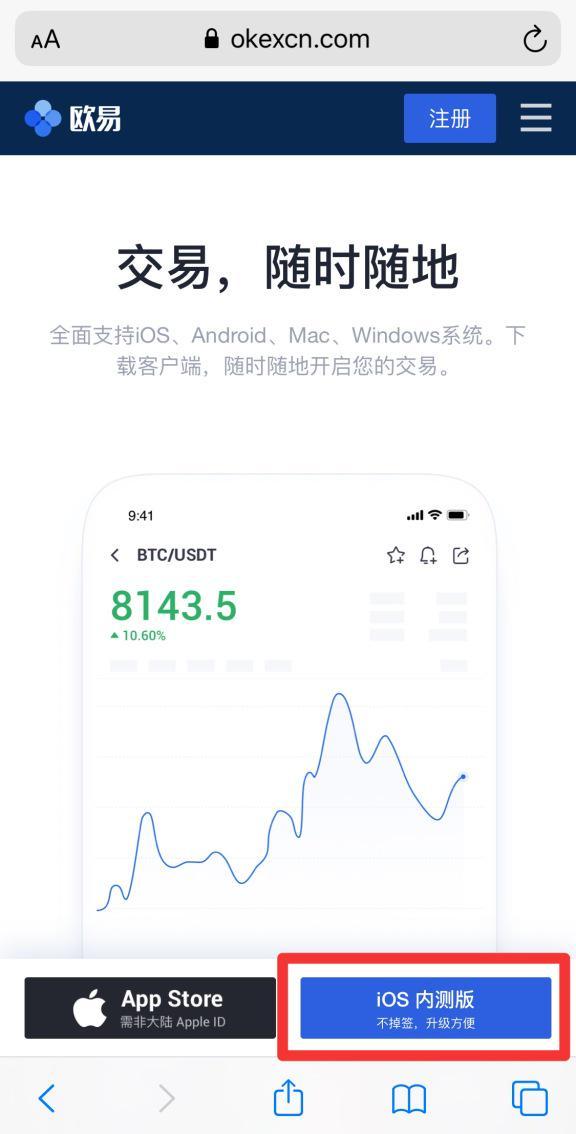 AA
okexcn.com
欧易
注册
交易，随时随地
全面支持iOS、Android、Mac、Windows系统。下
载客户端，随时随地开启您的交易。
9:41
BTC/USDT
8143.5
10.60%
App Store
需非大陆 Apple ID
iOS 内测版
不掉签，升级方便